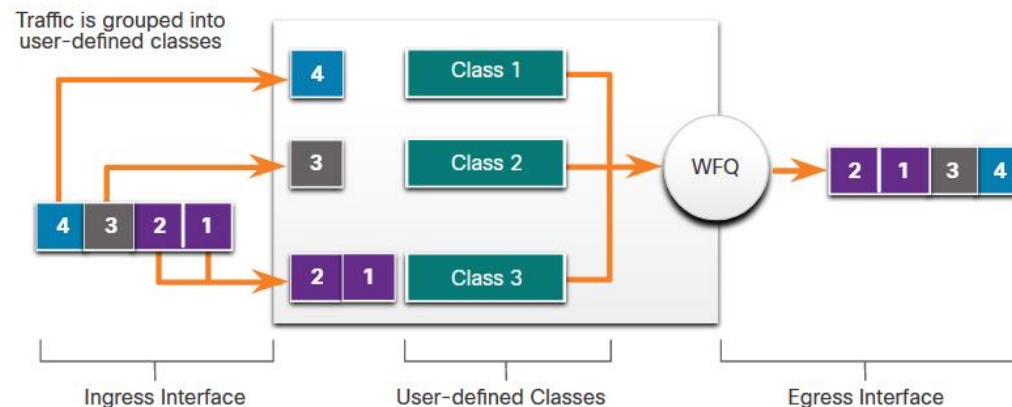 Traffic is grouped into
user-defined classes
4
Class 1
3
Class 2
WFQ
2 1 3 4
4 3 2 1
2 1
Class 3
Ingress Interface
User-defined Classes
Egress Interface